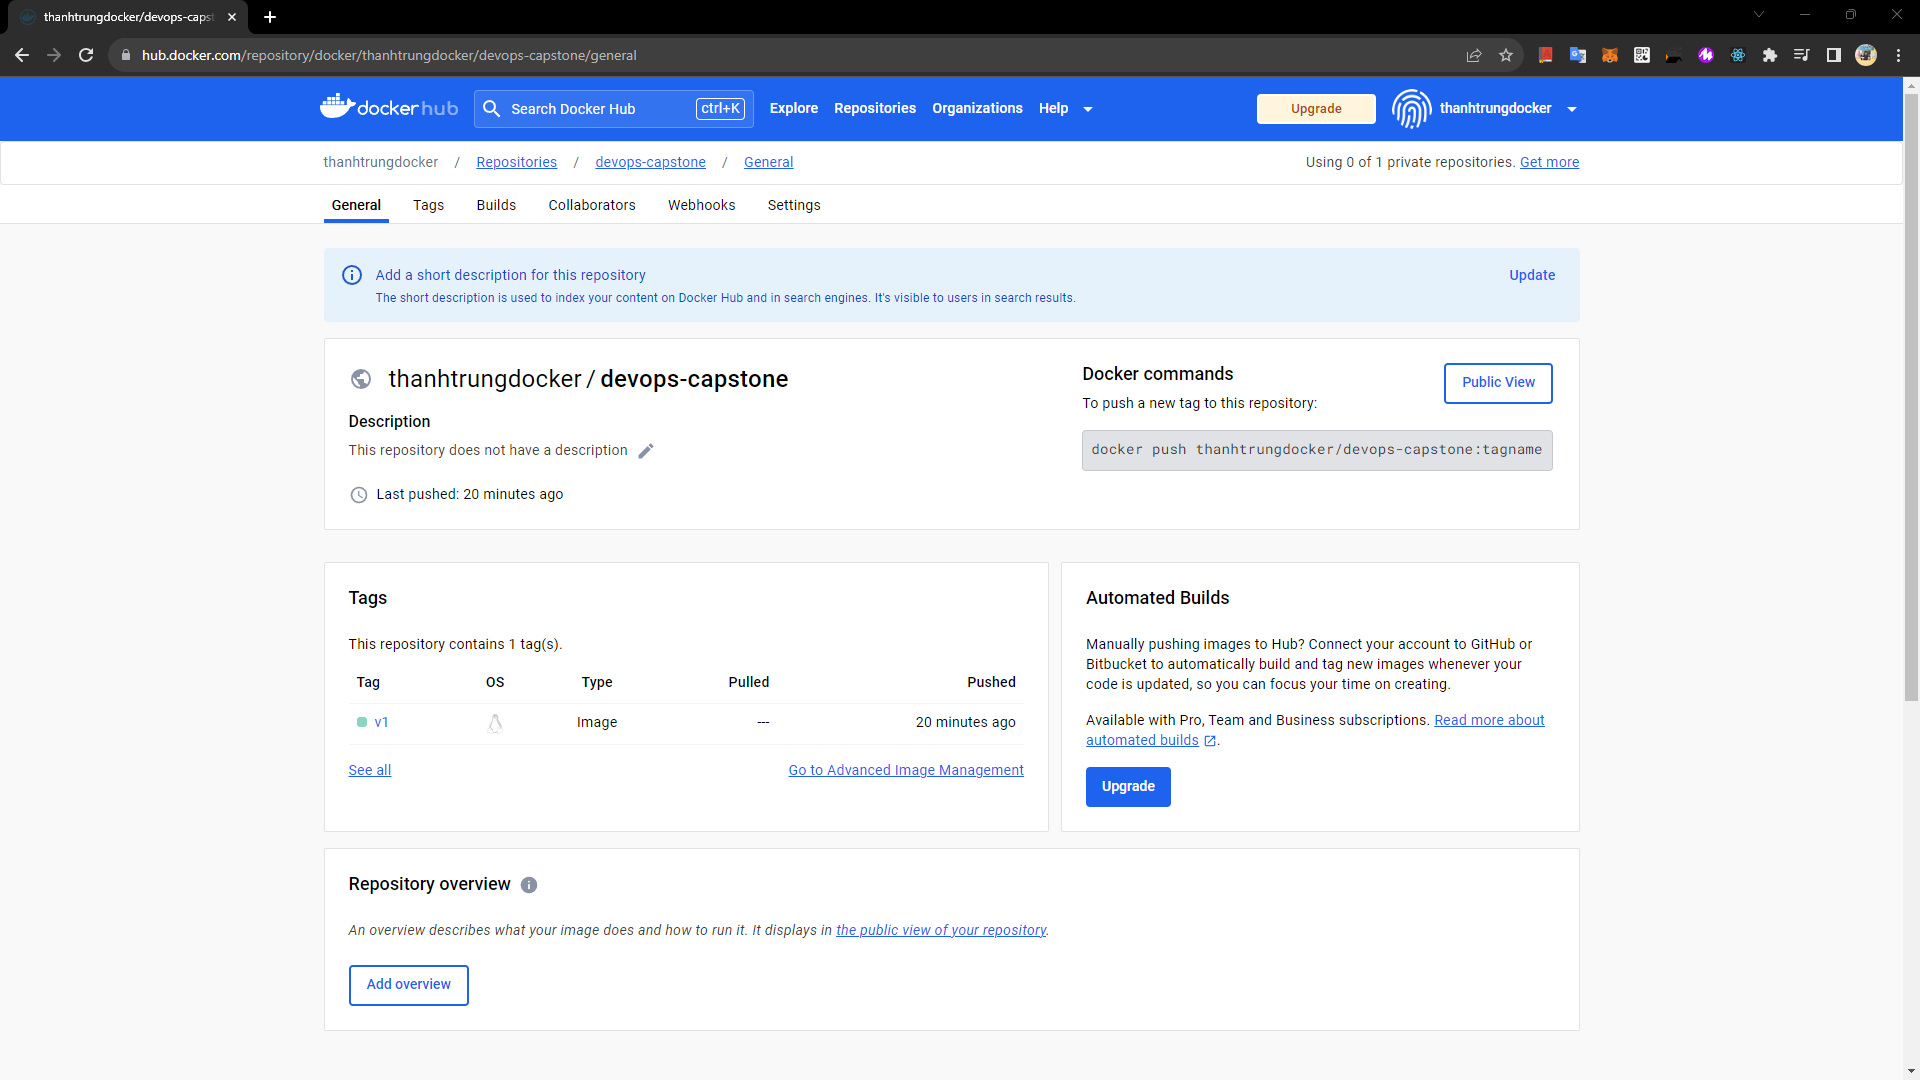 thanhtrungdocker/devops-capst
hub.docker.com/repository/docker/thanhtrungdocker/devops-capstone/general
dockerhub Search Docker Hub ctrl+K Explore Repositories Organizations Help Upgrade thanhtrungdocker
thanhtrungdocker / Repositories / devops-capstone / General Using 0 of 1 private repositories. Get more
General Tags Builds Collaborators Webhooks Settings
Add a short description for this repository Update
The short description is used to index your content on Docker Hub and in search engines. It's visible to users in search results.
thanhtrungdocker / devops-capstone
Description
This repository does not have a description
Last pushed: 20 minutes ago
Docker commands
Public View
To push a new tag to this repository:
docker push thanhtrungdocker/devops-capstone:tagname
Tags
This repository contains 1 tag(s).
Tag OS Type Pulled Pushed
v1 Image --- 20 minutes ago
See all Go to Advanced Image Management
Automated Builds
Manually pushing images to Hub? Connect your account to GitHub or
Bitbucket to automatically build and tag new images whenever your
code is updated, so you can focus your time on creating.
Available with Pro, Team and Business subscriptions. Read more about
automated builds .
Upgrade
Repository overview
An overview describes what your image does and how to run it. It displays in the public view of your repository.
Add overview